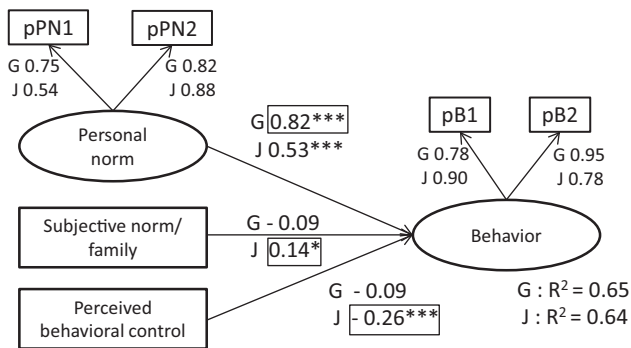 pPN1 pPN2
G 0.75 G 0.82
J 0.54 J 0.88
Personal
norm
G 0.82***
J 0.53***
pB1 pB2
G 0.78 G 0.95
J 0.90 J 0.78
Subjective norm/
family
G - 0.09
J 0.14*
Behavior
Perceived
behavioral control
G - 0.09
J - 0.26***
G : R² = 0.65
J : R² = 0.64